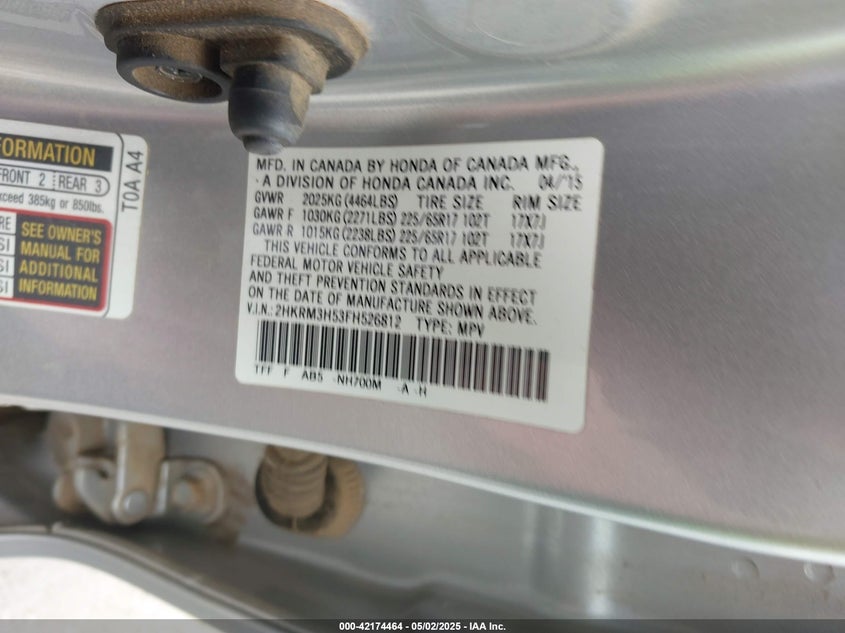 FORMATION
FRONT 2 REAR 3
exceed 385kg or 850lbs.
SEE OWNER'S
MANUAL FOR
ADDITIONAL
INFORMATION
T0A A4
MFD. IN CANADA BY HONDA OF CANADA MFG.,
A DIVISION OF HONDA CANADA INC. 04/'15
GVWR 2025KG (4464LBS) TIRE SIZE RIM SIZE
GAWR F 1030KG (2271LBS) 225/65R17 102T 17X7J
GAWR R 1015KG (2238LBS) 225/65R17 102T 17X7J
THIS VEHICLE CONFORMS TO ALL APPLICABLE
FEDERAL MOTOR VEHICLE SAFETY
AND THEFT PREVENTION STANDARDS IN EFFECT
ON THE DATE OF MANUFACTURE SHOWN ABOVE.
V.I.N.: 2HKRM3H53FH526812 TYPE: MPV
TFF F AB5 -NH700M -A -H
000-42174464 - 05/02/2025 - IAA Inc.